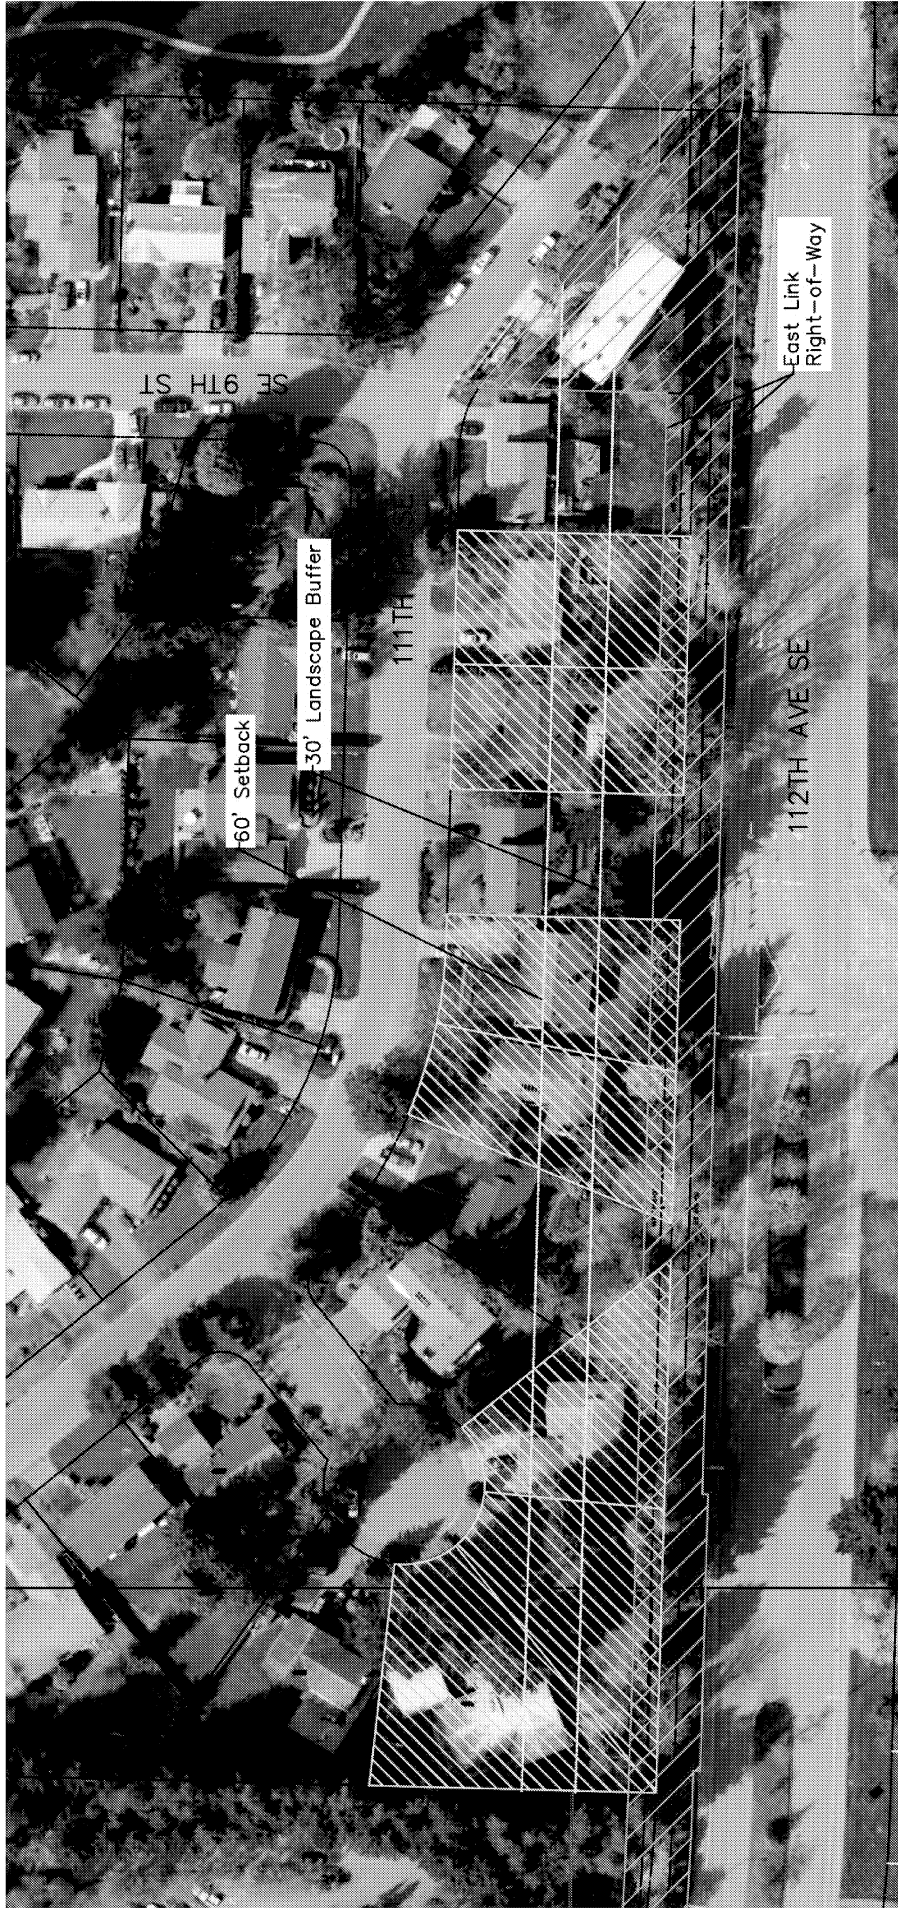 SE 9TH ST
East Link
Right-of-Way
111TH
30' Landscape Buffer
60' Setback
112TH AVE SE